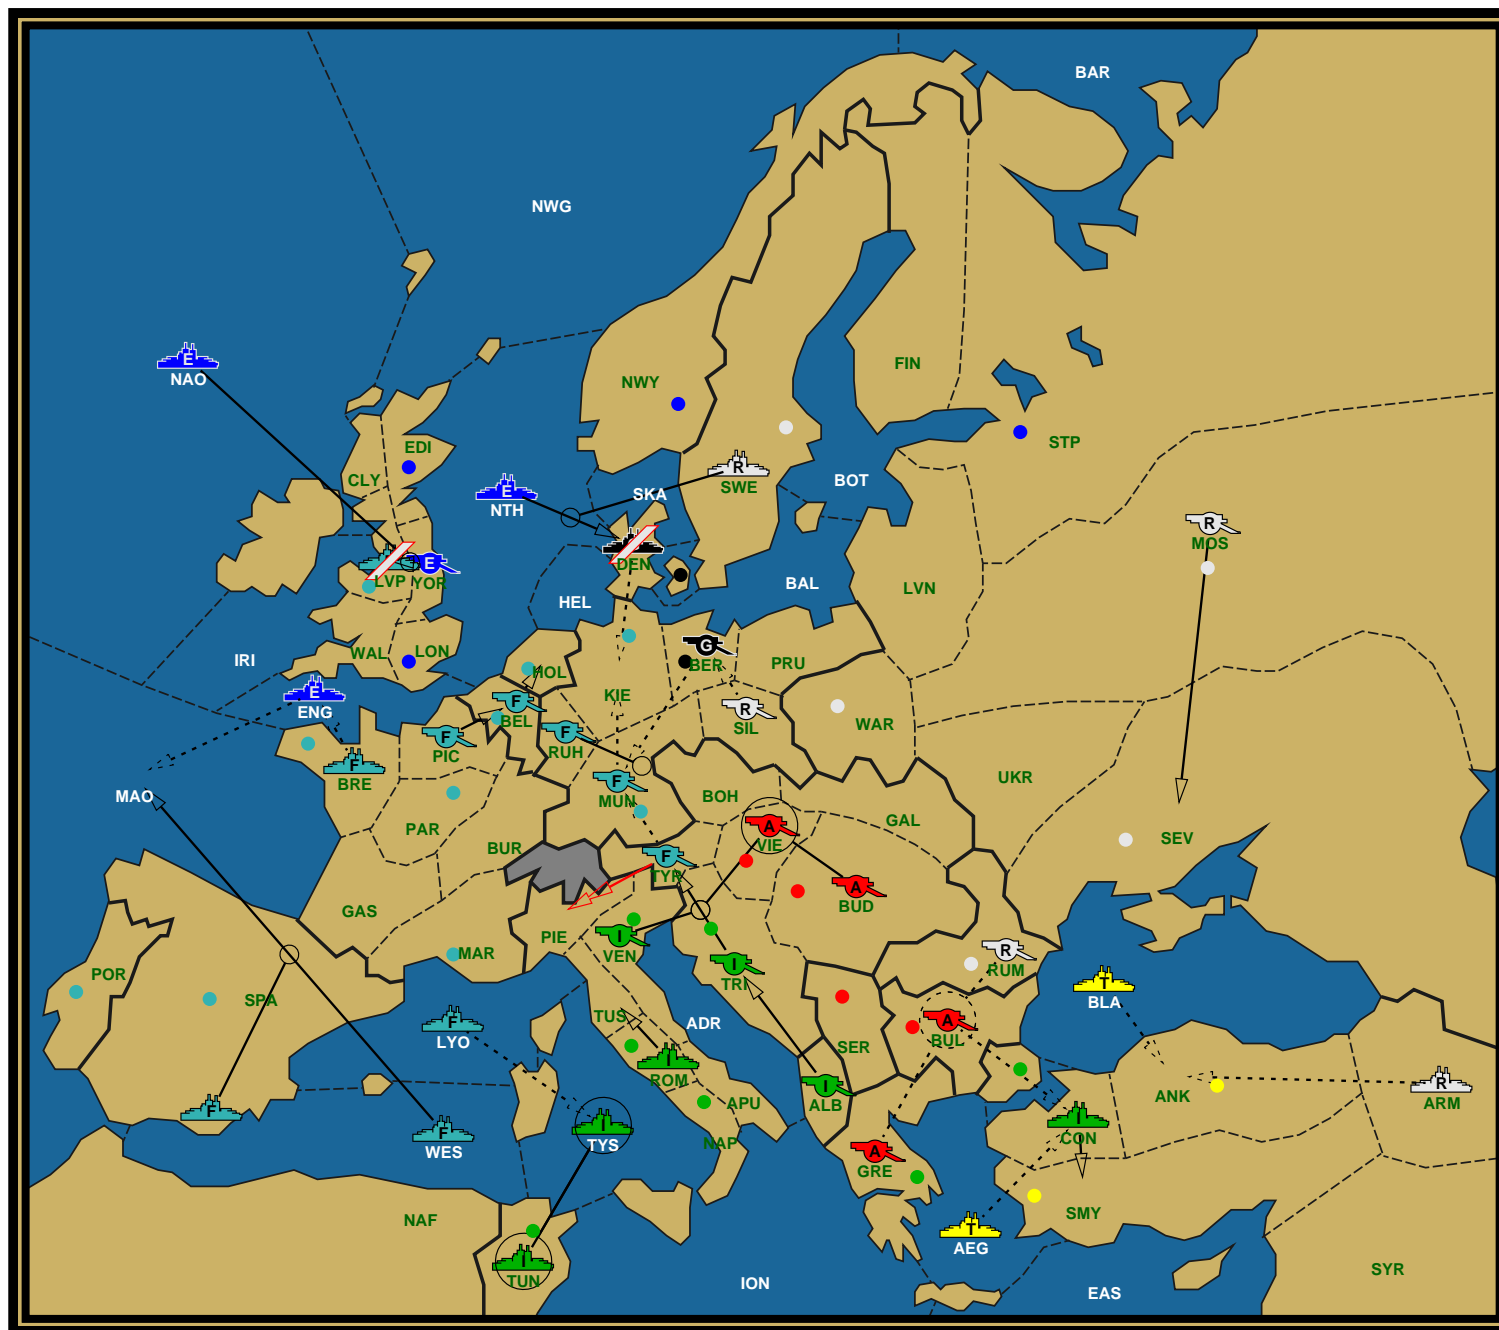 BAR
NWG
FIN
NWY
E
NAO
EDI
STP
CLY
R
SWE
BOT
SKA
E
NTH
R
MOS
DEN
E
LVP
YOR
BAL
LVN
HEL
IRI
WAL
LON
G
BER
PRU
HOL
E
ENG
KIE
F
BEL
R
SIL
WAR
F
PIC
F
RUH
F
BRE
UKR
F
MUN
BOH
MAO
PAR
GAL
A
VIE
SEV
BUR
F
TYR
A
BUD
GAS
I
VEN
PIE
MAR
R
RUM
POR
SPA
I
TRI
T
BLA
TUS
ADR
F
LYO
A
BUL
SER
I
ROM
R
ARM
ANK
I
ALB
APU
F
I
TYS
I
CON
F
WES
NAP
A
GRE
NAF
SMY
T
AEG
I
TUN
ION
EAS
SYR